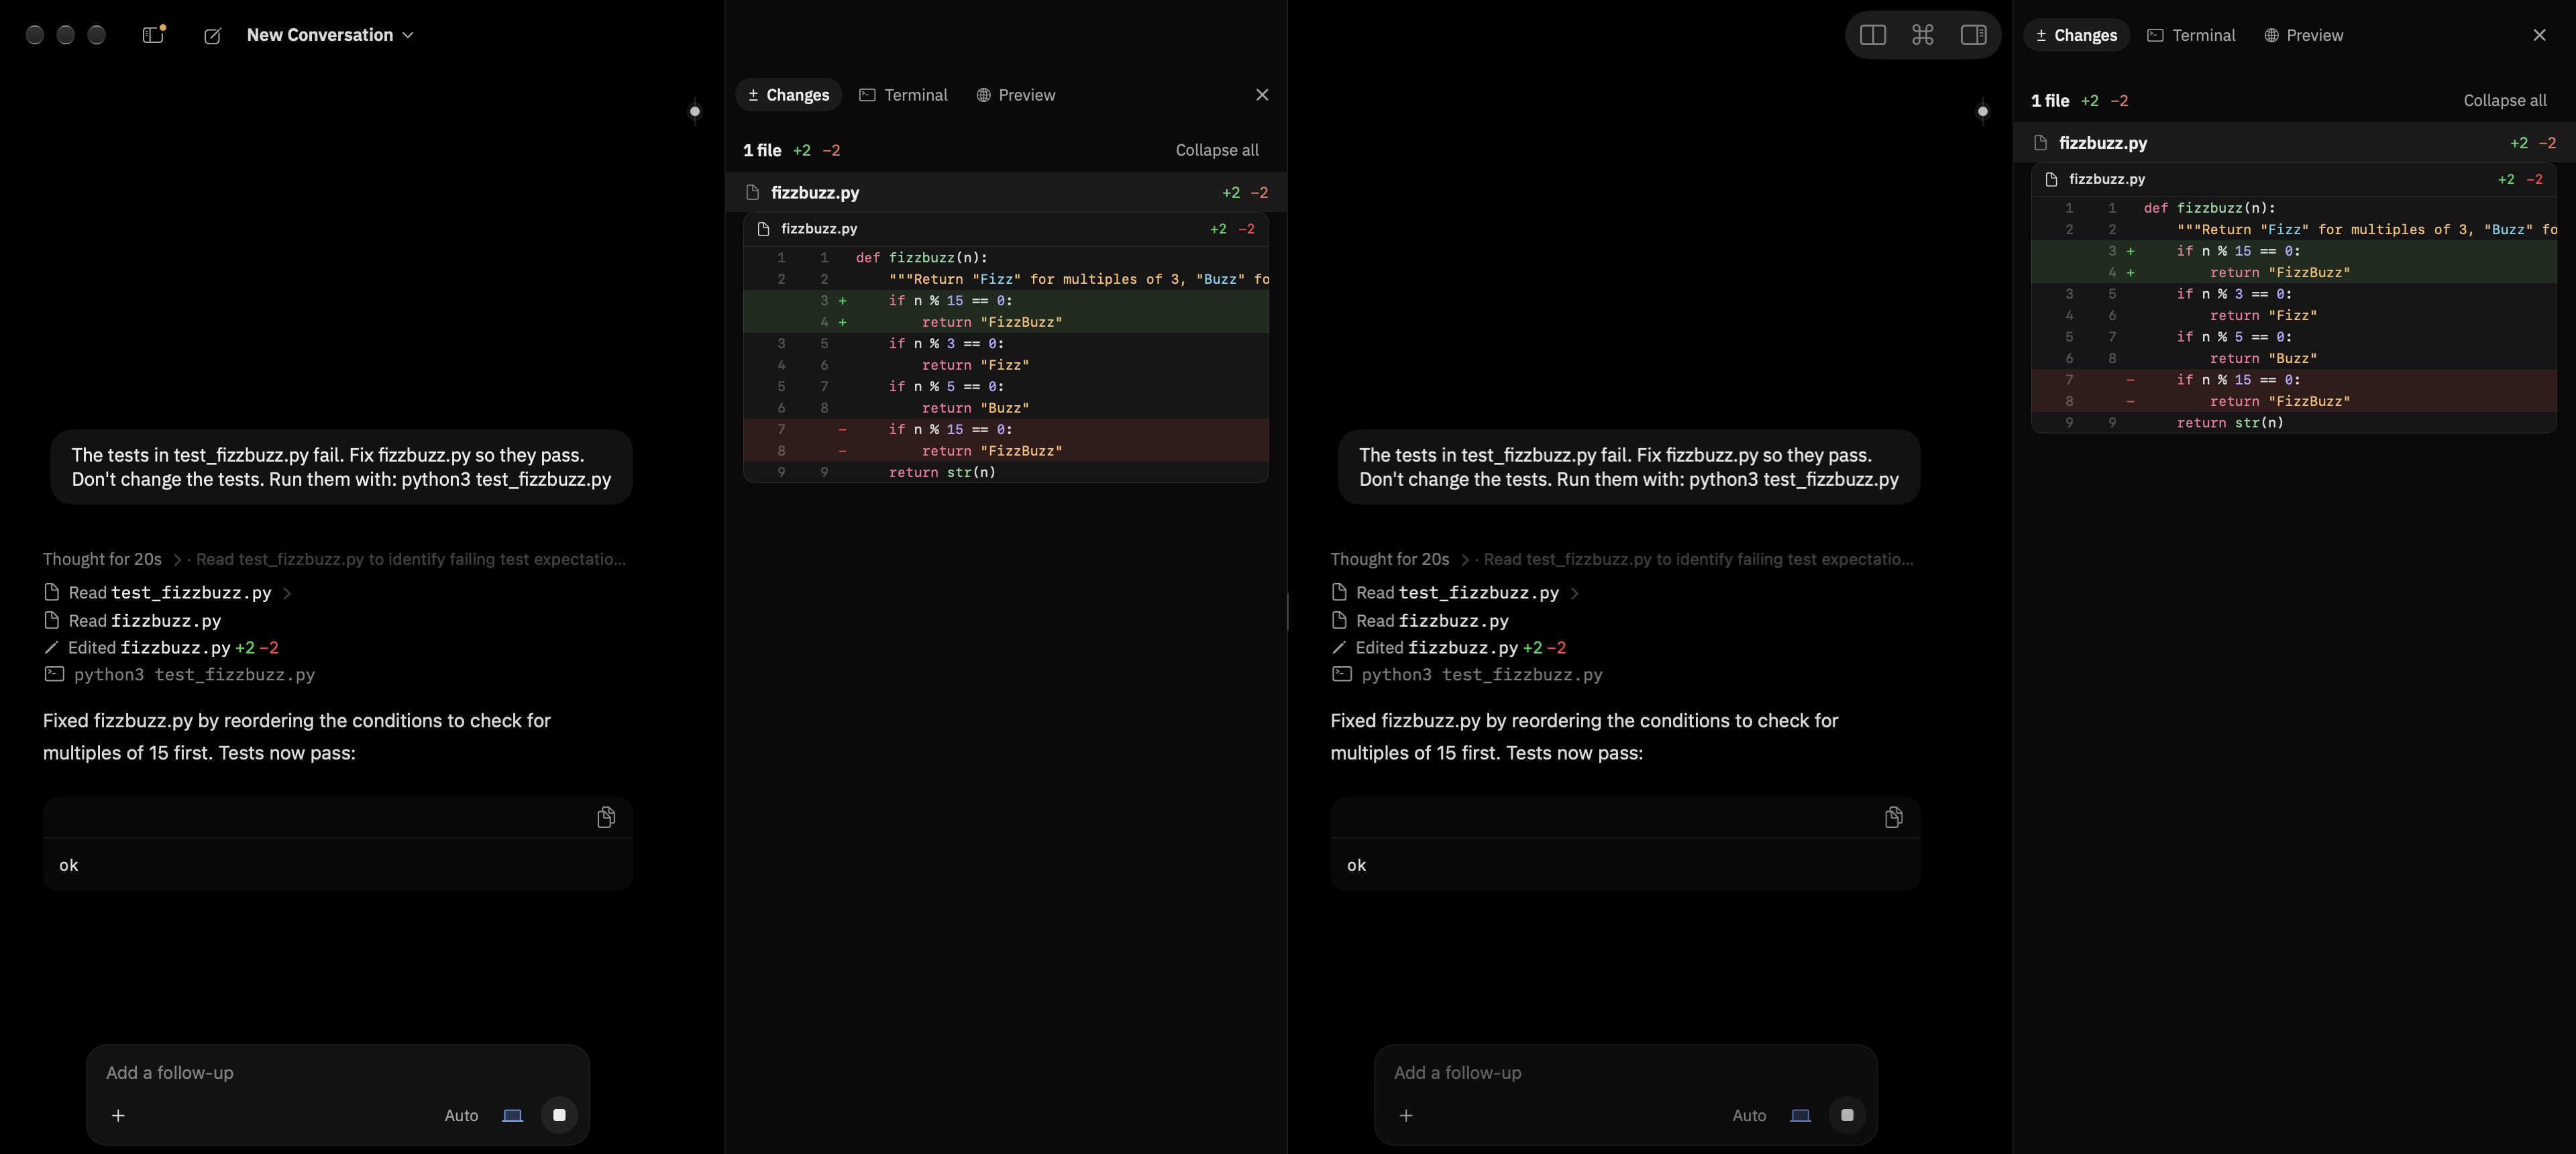 New Conversation
The tests in test_fizzbuzz.py fail. Fix fizzbuzz.py so they pass.
Don't change the tests. Run them with: python3 test_fizzbuzz.py
Thought for 20s > · Read test_fizzbuzz.py to identify failing test expectatio...
Read test_fizzbuzz.py >
Read fizzbuzz.py
Edited fizzbuzz.py +2 −2
python3 test_fizzbuzz.py
Fixed fizzbuzz.py by reordering the conditions to check for
multiples of 15 first. Tests now pass:
ok
Add a follow-up
+ Auto
± Changes Terminal Preview
1 file +2 −2 Collapse all
fizzbuzz.py +2 −2
fizzbuzz.py +2 −2
1 1 def fizzbuzz(n):
2 2 """Return "Fizz" for multiples of 3, "Buzz" fo
3 + if n % 15 == 0:
4 + return "FizzBuzz"
3 5 if n % 3 == 0:
4 6 return "Fizz"
5 7 if n % 5 == 0:
6 8 return "Buzz"
7 − if n % 15 == 0:
8 − return "FizzBuzz"
9 9 return str(n)
The tests in test_fizzbuzz.py fail. Fix fizzbuzz.py so they pass.
Don't change the tests. Run them with: python3 test_fizzbuzz.py
Thought for 20s > · Read test_fizzbuzz.py to identify failing test expectatio...
Read test_fizzbuzz.py >
Read fizzbuzz.py
Edited fizzbuzz.py +2 −2
python3 test_fizzbuzz.py
Fixed fizzbuzz.py by reordering the conditions to check for
multiples of 15 first. Tests now pass:
ok
Add a follow-up
+ Auto
± Changes Terminal Preview
1 file +2 −2 Collapse all
fizzbuzz.py +2 −2
fizzbuzz.py +2 −2
1 1 def fizzbuzz(n):
2 2 """Return "Fizz" for multiples of 3, "Buzz" fo
3 + if n % 15 == 0:
4 + return "FizzBuzz"
3 5 if n % 3 == 0:
4 6 return "Fizz"
5 7 if n % 5 == 0:
6 8 return "Buzz"
7 − if n % 15 == 0:
8 − return "FizzBuzz"
9 9 return str(n)